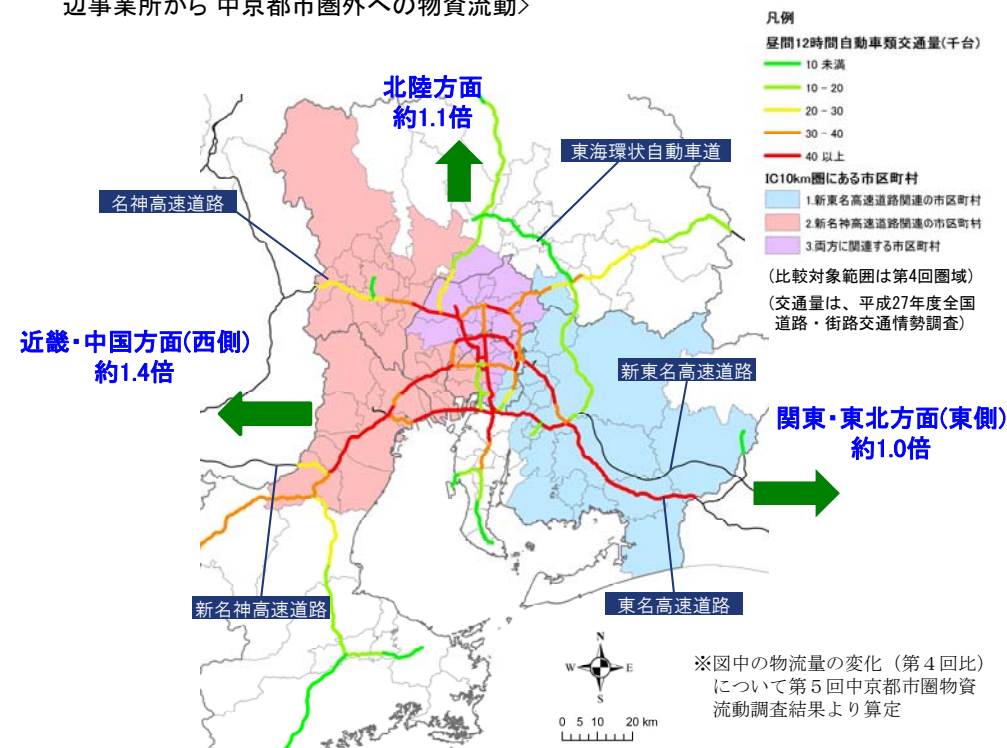 辺事業所から 中京都市圏外への物資流動>
凡例
昼間12時間自動車類交通量(千台)
10 未満
10 - 20
20 - 30
30 - 40
40 以上
IC10km圏にある市区町村
1.新東名高速道路関連の市区町村
2.新名神高速道路関連の市区町村
3.両方に関連する市区町村
(比較対象範囲は第4回圏域)
(交通量は、平成27年度全国
道路・街路交通情勢調査)
北陸方面
約1.1倍
東海環状自動車道
名神高速道路
近畿・中国方面(西側)
約1.4倍
新東名高速道路
関東・東北方面(東側)
約1.0倍
新名神高速道路
東名高速道路
N
W
E
S
0 5 10 20 km
※図中の物流量の変化（第４回比）
について第５回中京都市圏物資
流動調査結果より算定